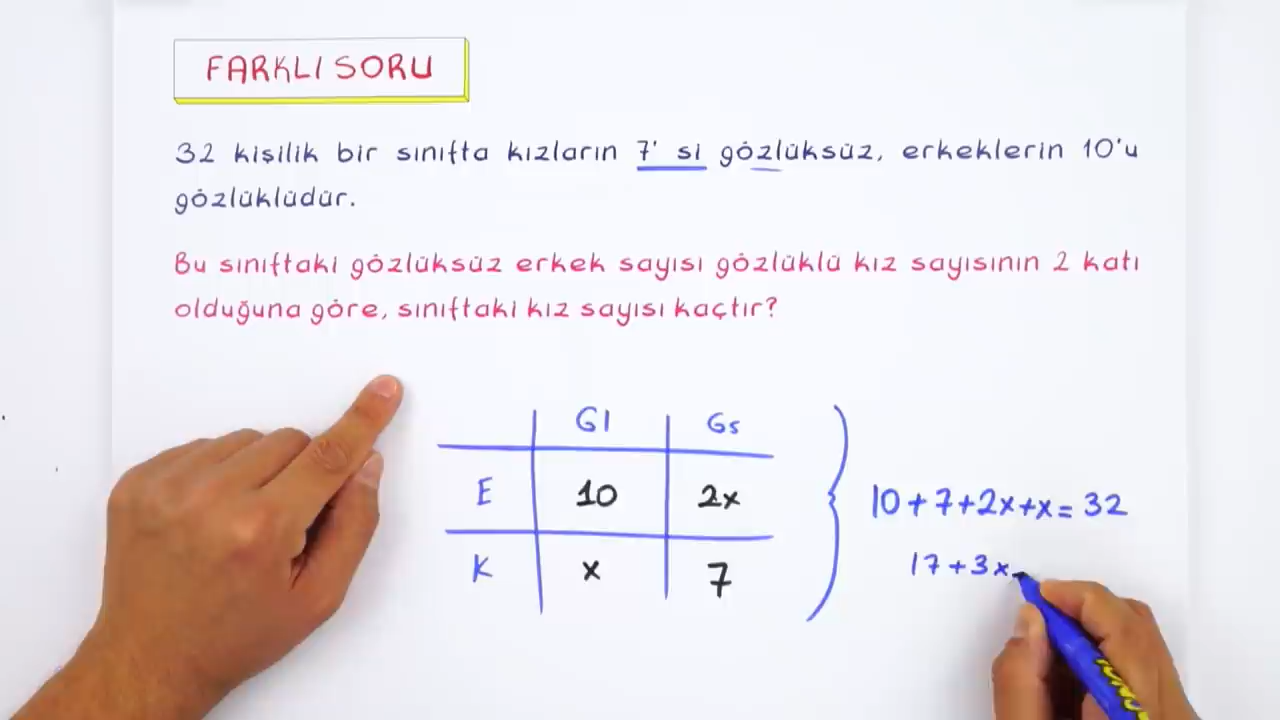 FARKLI SORU
32 kişilik bir sınıfta kızların 7' si gözlüksüz, erkeklerin 10'u
gözlüklüdür.
Bu sınıftaki gözlüksüz erkek sayısı gözlüklü kız sayısının 2 katı
olduğuna göre, sınıftaki kız sayısı kaçtır?
Gl Gs
E 10 2x
K x 7
10+7+2x+x=32
17+3x